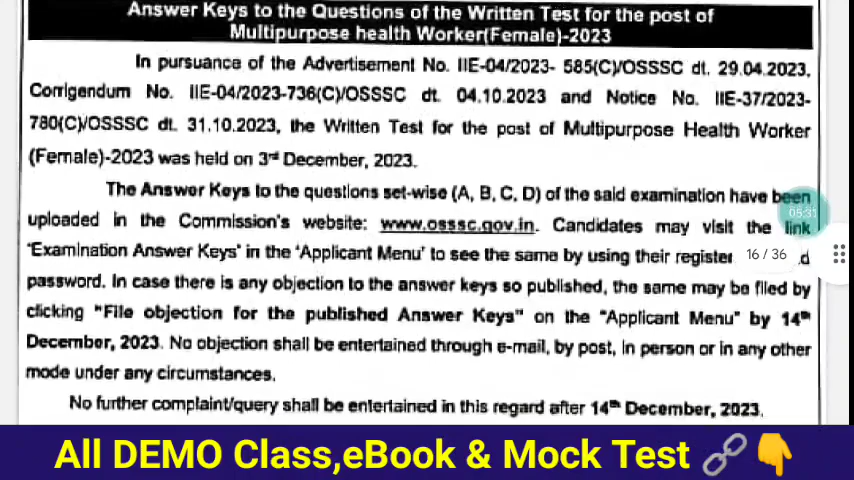 Answer Keys to the Questions of the Written Test for the post of
Multipurpose health Worker(Female)-2023
In pursuance of the Advertisement No. IIE-04/2023- 585(C)/OSSSC dt. 29.04.2023,
Corrigendum No. IIE-04/2023-736(C)/OSSSC dt. 04.10.2023 and Notice No. IIE-37/2023-
780(C)/OSSSC dt. 31.10.2023, the Written Test for the post of Multipurpose Health Worker
(Female)-2023 was held on 3rd December, 2023.
The Answer Keys to the questions set-wise (A, B, C, D) of the said examination have been
uploaded in the Commission's website: www.osssc.gov.in. Candidates may visit the link
'Examination Answer Keys' in the 'Applicant Menu' to see the same by using their register
password. In case there is any objection to the answer keys so published, the same may be filed by
clicking "File objection for the published Answer Keys" on the "Applicant Menu" by 14th
December, 2023. No objection shall be entertained through e-mail, by post, in person or in any other
mode under any circumstances.
No further complaint/query shall be entertained in this regard after 14th December, 2023.
05:31
16 / 36
All DEMO Class,eBook & Mock Test